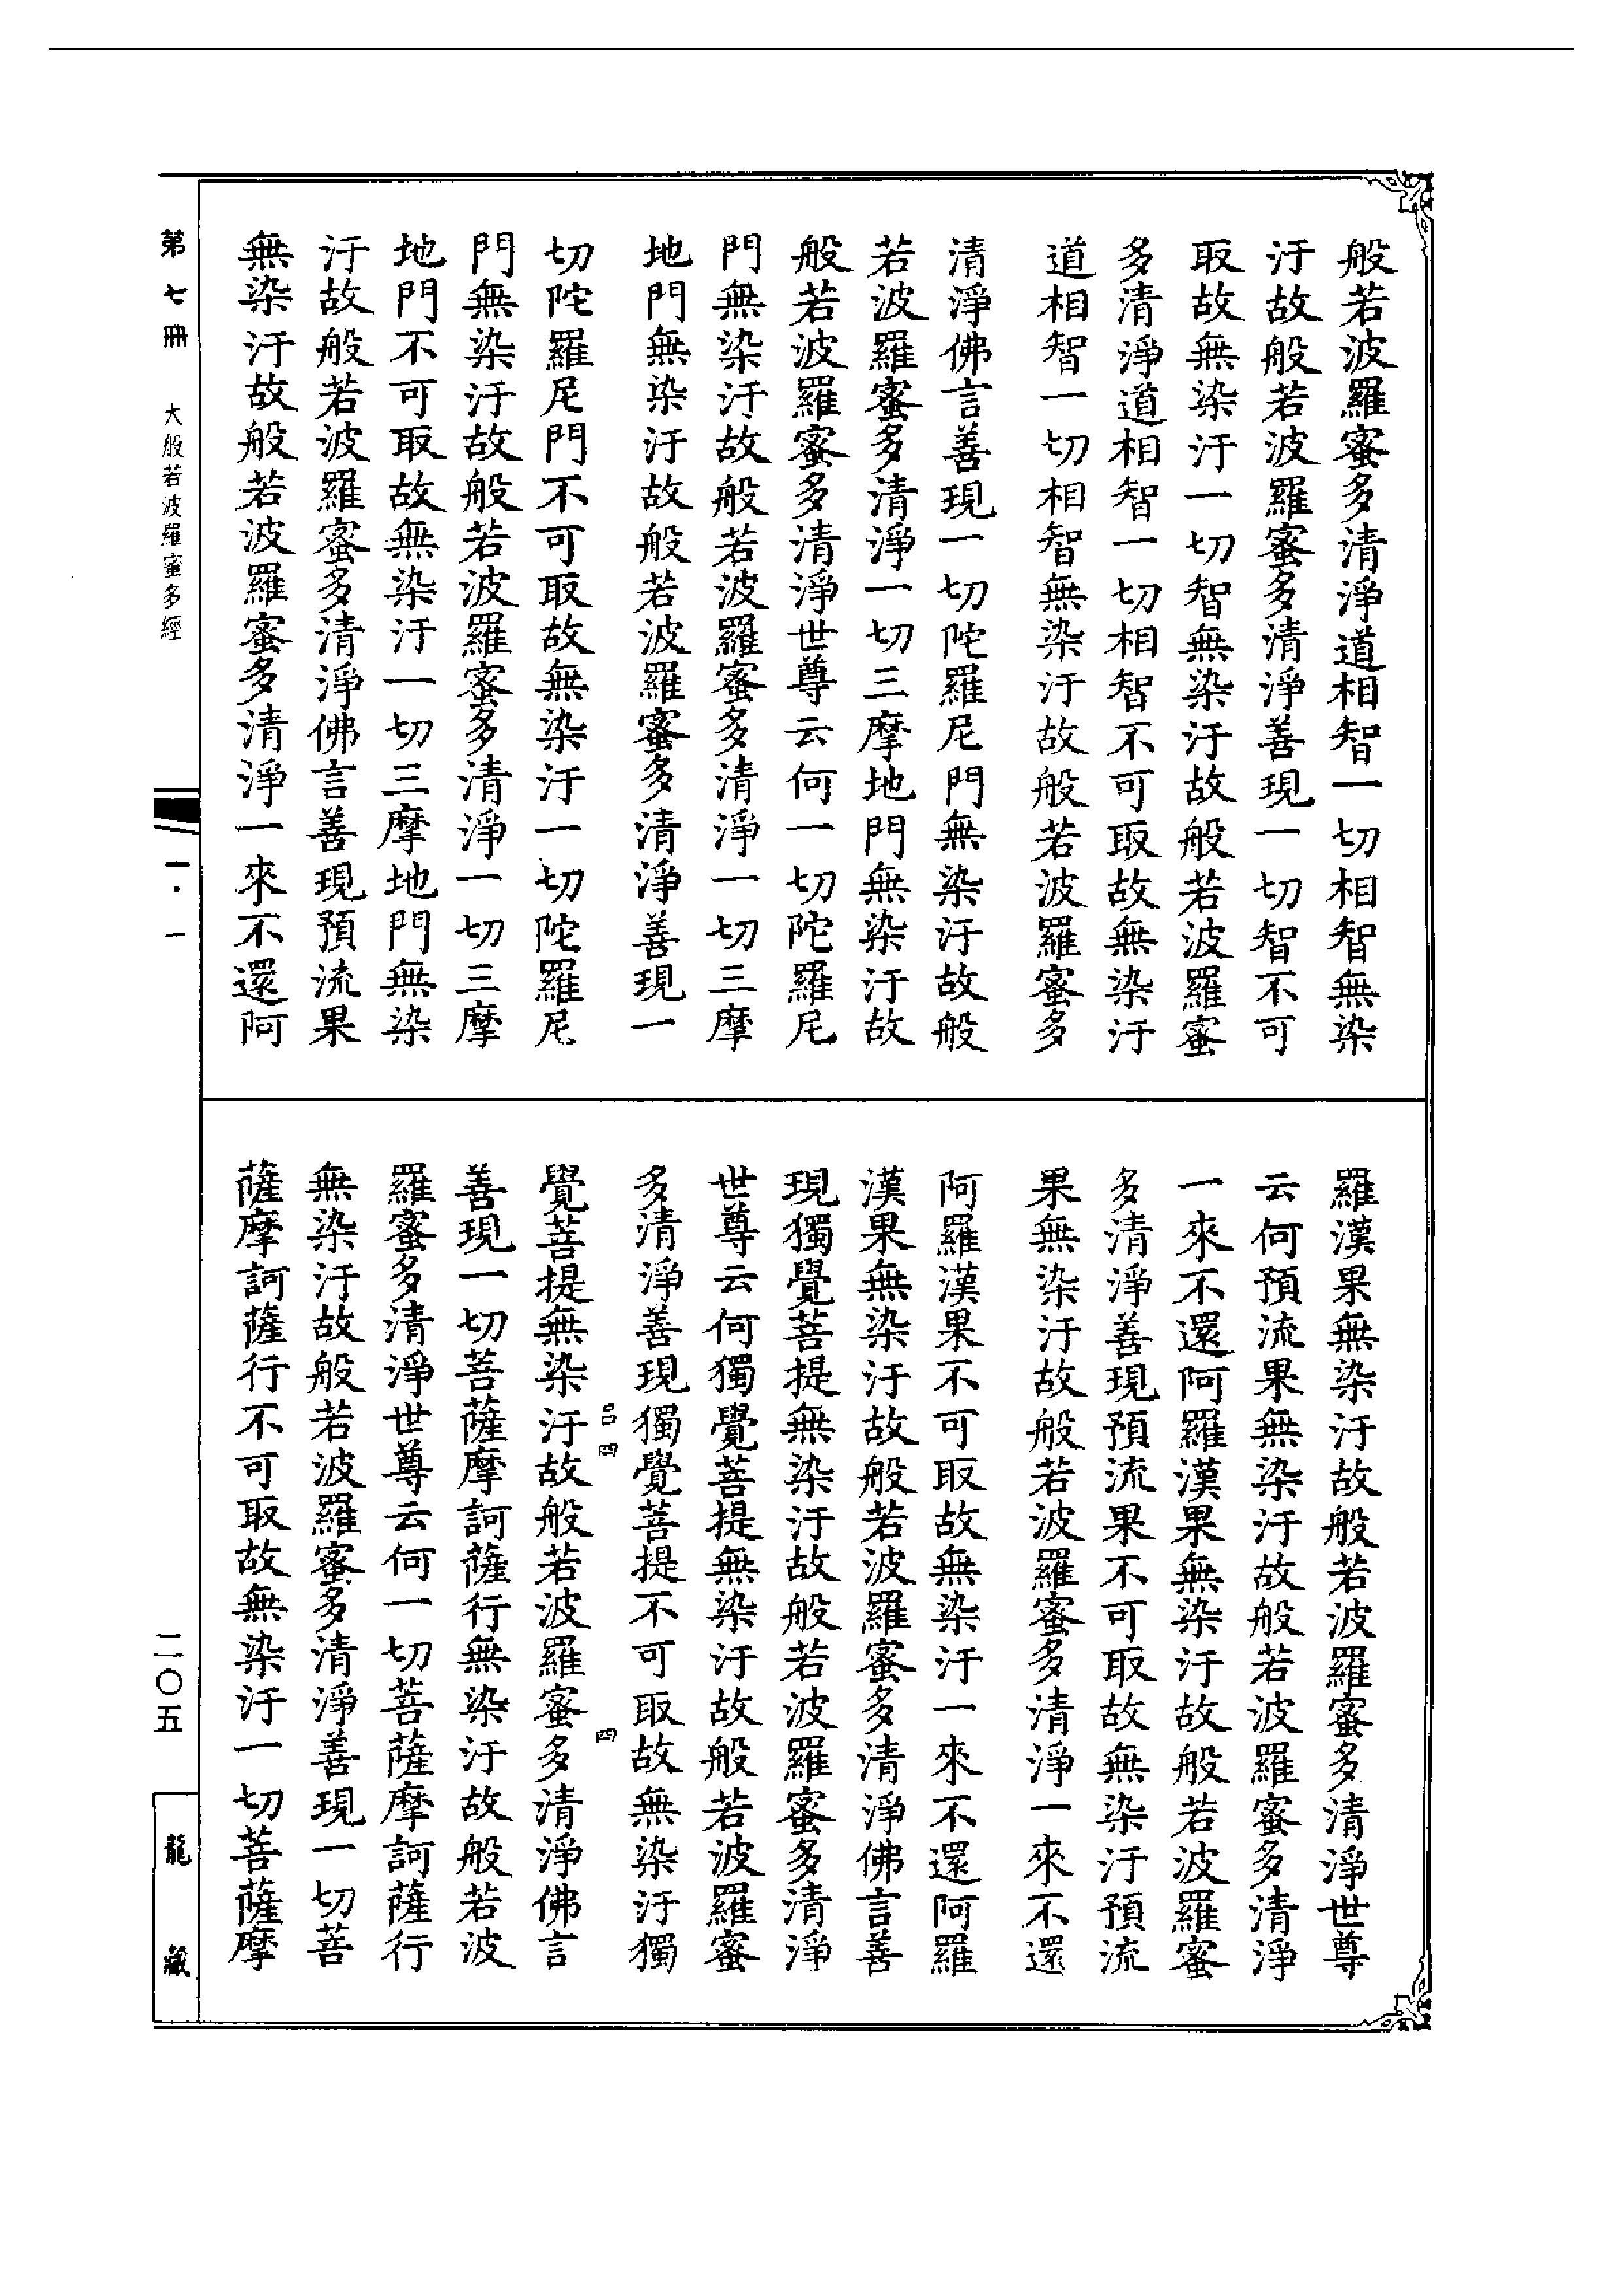 般若波羅蜜多清淨道相智一切相智無染
汙故般若波羅蜜多清淨善現一切智不可
取故無染汙一切智無染汙故般若波羅蜜
多清淨道相智一切相智不可取故無染汙
道相智一切相智無染汙故般若波羅蜜多
清淨佛言善現一切陀羅尼門無染汙故般
若波羅蜜多清淨一切三摩地門無染汙故
般若波羅蜜多清淨世尊云何一切陀羅尼
門無染汙故般若波羅蜜多清淨一切三摩
地門無染汙故般若波羅蜜多清淨善現一
切陀羅尼門不可取故無染汙一切陀羅尼
門無染汙故般若波羅蜜多清淨一切三摩
地門不可取故無染汙一切三摩地門無染
汙故般若波羅蜜多清淨佛言善現預流果
無染汙故般若波羅蜜多清淨一來不還阿
羅漢果無染汙故般若波羅蜜多清淨世尊
云何預流果無染汙故般若波羅蜜多清淨
一來不還阿羅漢果無染汙故般若波羅蜜
多清淨善現預流果不可取故無染汙預流
果無染汙故般若波羅蜜多清淨一來不還
阿羅漢果不可取故無染汙一來不還阿羅
漢果無染汙故般若波羅蜜多清淨佛言善
現獨覺菩提無染汙故般若波羅蜜多清淨
世尊云何獨覺菩提無染汙故般若波羅蜜
多清淨善現獨覺菩提不可取故無染汙獨
呂四
四
覺菩提無染汙故般若波羅蜜多清淨佛言
善現一切菩薩摩訶薩行無染汙故般若波
羅蜜多清淨世尊云何一切菩薩摩訶薩行
無染汙故般若波羅蜜多清淨善現一切菩
薩摩訶薩行不可取故無染汙一切菩薩摩
第七冊 大般若波羅蜜多經
一·一
二〇五
龍藏